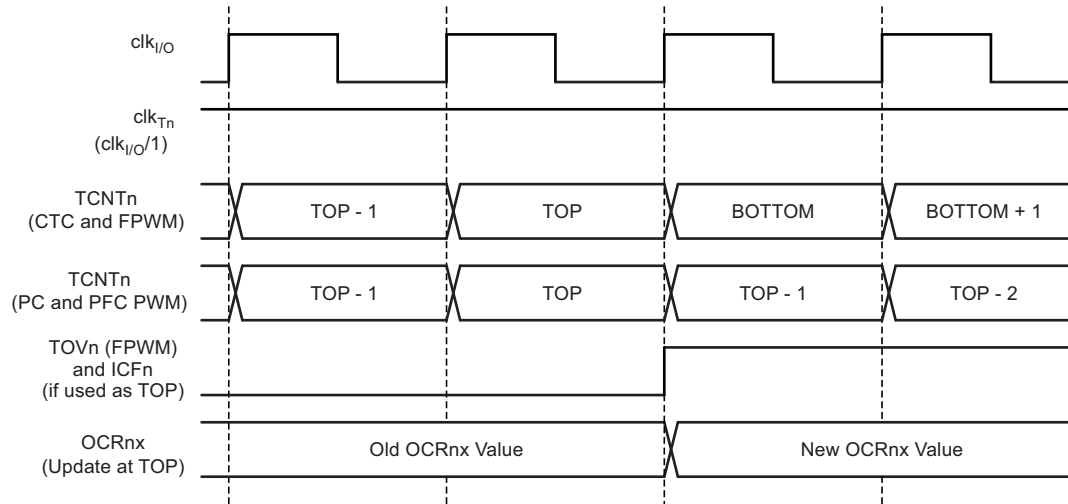 clkI/O
clkTn
(clkI/O/1)
TCNTn
(CTC and FPWM)
TOP - 1
TOP
BOTTOM
BOTTOM + 1
TCNTn
(PC and PFC PWM)
TOP - 1
TOP
TOP - 1
TOP - 2
TOVn (FPWM)
and ICFn
(if used as TOP)
OCRnx
(Update at TOP)
Old OCRnx Value
New OCRnx Value